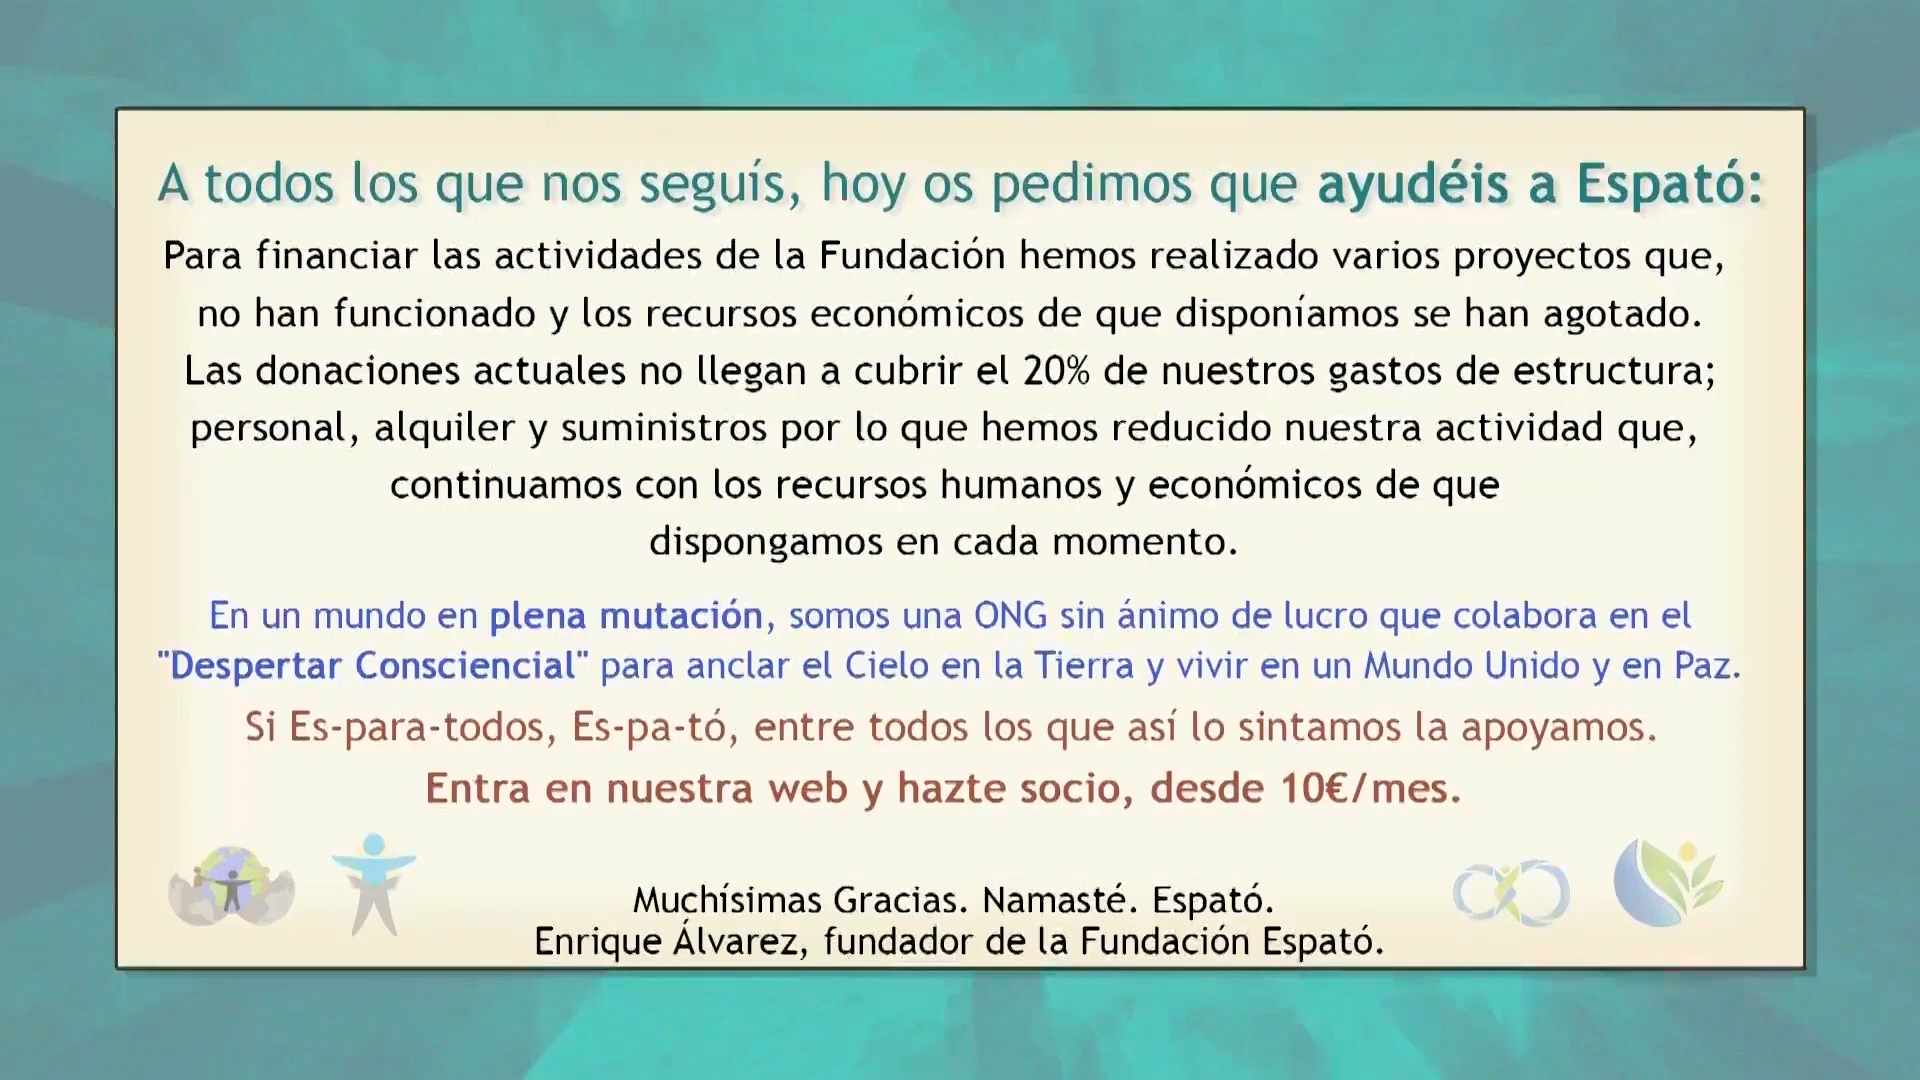 A todos los que nos seguís, hoy os pedimos que ayudéis a Espató:
Para financiar las actividades de la Fundación hemos realizado varios proyectos que,
no han funcionado y los recursos económicos de que disponíamos se han agotado.
Las donaciones actuales no llegan a cubrir el 20% de nuestros gastos de estructura;
personal, alquiler y suministros por lo que hemos reducido nuestra actividad que,
continuamos con los recursos humanos y económicos de que
dispongamos en cada momento.
En un mundo en plena mutación, somos una ONG sin ánimo de lucro que colabora en el
"Despertar Consciencial" para anclar el Cielo en la Tierra y vivir en un Mundo Unido y en Paz.
Si Es-para-todos, Es-pa-tó, entre todos los que así lo sintamos la apoyamos.
Entra en nuestra web y hazte socio, desde 10€/mes.
Muchísimas Gracias. Namasté. Espató.
Enrique Álvarez, fundador de la Fundación Espató.